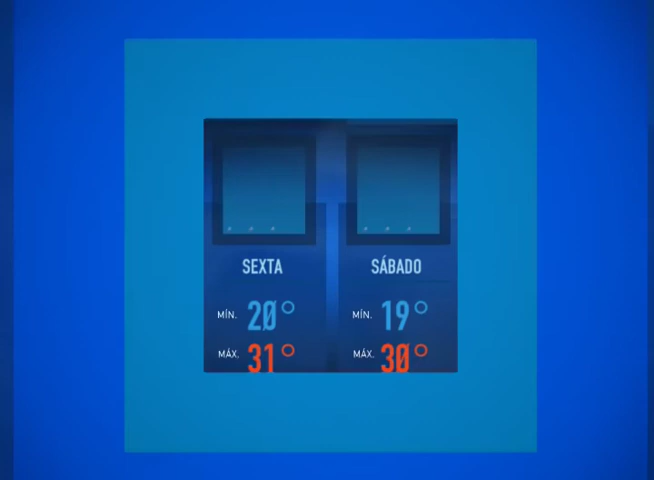 SEXTA
MÍN. 20°
MÁX. 31°
SÁBADO
MÍN. 19°
MÁX. 30°